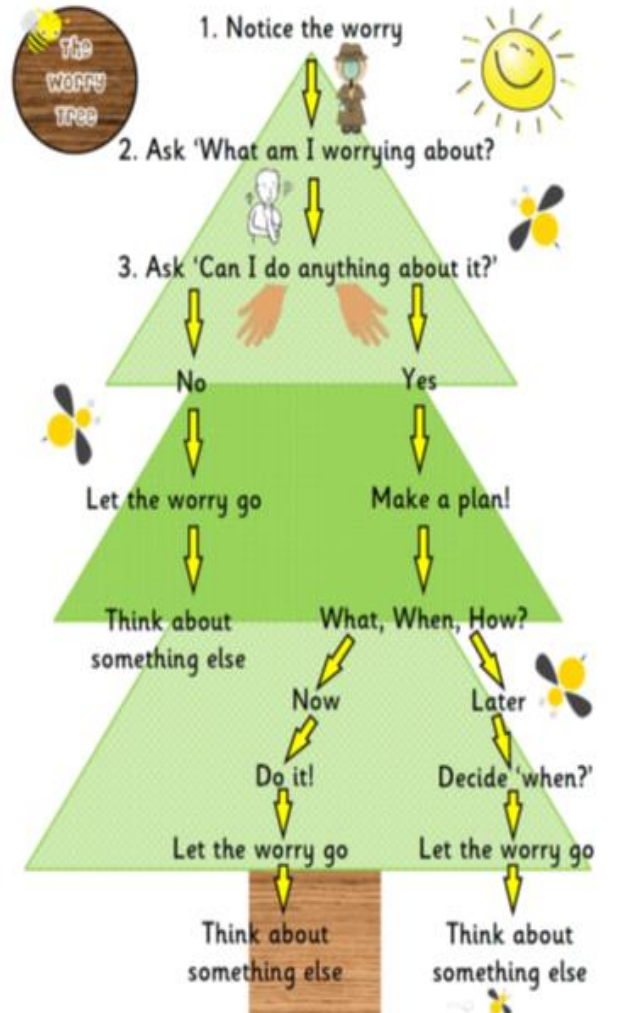 The
Worry
Tree
1. Notice the worry
2. Ask 'What am I worrying about?
3. Ask 'Can I do anything about it?'
No
Yes
Let the worry go
Make a plan!
Think about
something else
What, When, How?
Now
Later
Do it!
Decide 'when?'
Let the worry go
Let the worry go
Think about
something else
Think about
something else